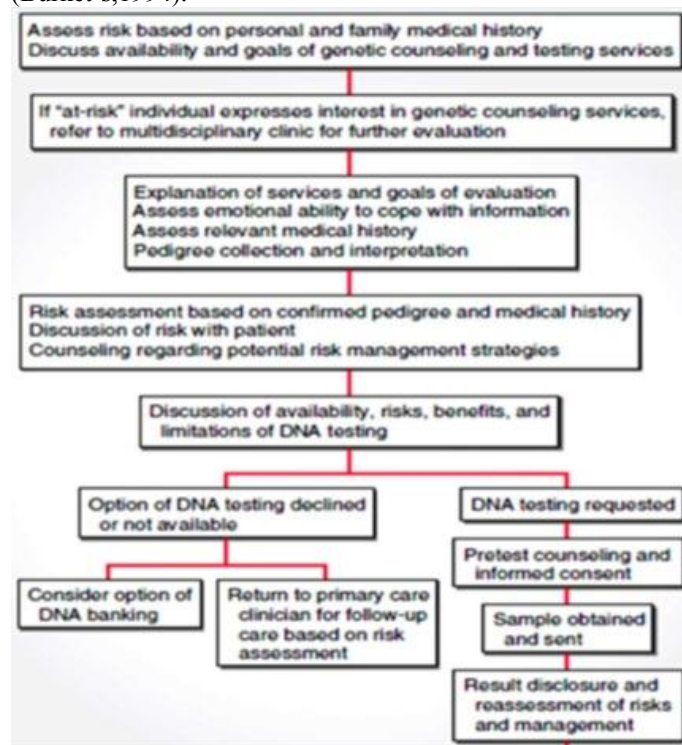 Assess risk based on personal and family medical history
Discuss availability and goals of genetic counseling and testing services
If "at-risk" individual expresses interest in genetic counseling services,
refer to multidisciplinary clinic for further evaluation
Explanation of services and goals of evaluation
Assess emotional ability to cope with information
Assess relevant medical history
Pedigree collection and interpretation
Risk assessment based on confirmed pedigree and medical history
Discussion of risk with patient
Counseling regarding potential risk management strategies
Discussion of availability, risks, benefits, and
limitations of DNA testing
Option of DNA testing declined
or not available
DNA testing requested
Consider option of
DNA banking
Return to primary care
clinician for follow-up
care based on risk
assessment
Pretest counseling and
informed consent
Sample obtained
and sent
Result disclosure and
reassessment of risks
and management